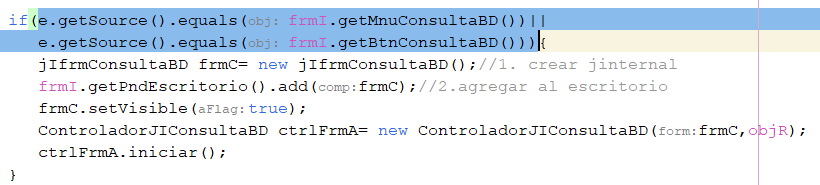 if(e.getSource().equals(obj: frmI.getMnuConsultaBD())||
e.getSource().equals(obj: frmI.getBtnConsultaBD())){
jIfrmConsultaBD frmC= new jIfrmConsultaBD();//1. crear jinternal
frmI.getPndEscritorio().add(comp:frmC);//2.agregar al escritorio
frmC.setVisible(aFlag:true);
ControladorJIConsultaBD ctrlFrmA= new ControladorJIConsultaBD(form:frmC,objR);
ctrlFrmA.iniciar();
}